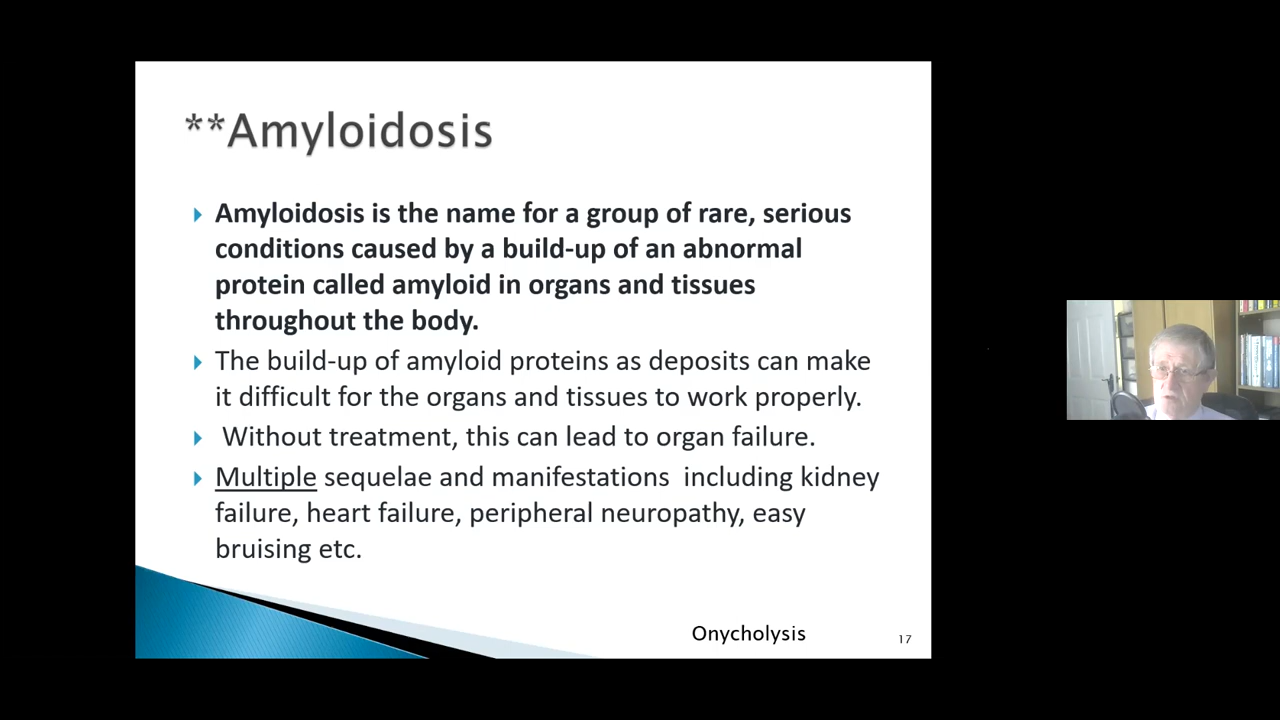 **Amyloidosis
Amyloidosis is the name for a group of rare, serious
conditions caused by a build-up of an abnormal
protein called amyloid in organs and tissues
throughout the body.
The build-up of amyloid proteins as deposits can make
it difficult for the organs and tissues to work properly.
Without treatment, this can lead to organ failure.
Multiple sequelae and manifestations  including kidney
failure, heart failure, peripheral neuropathy, easy
bruising etc.
Onycholysis
17